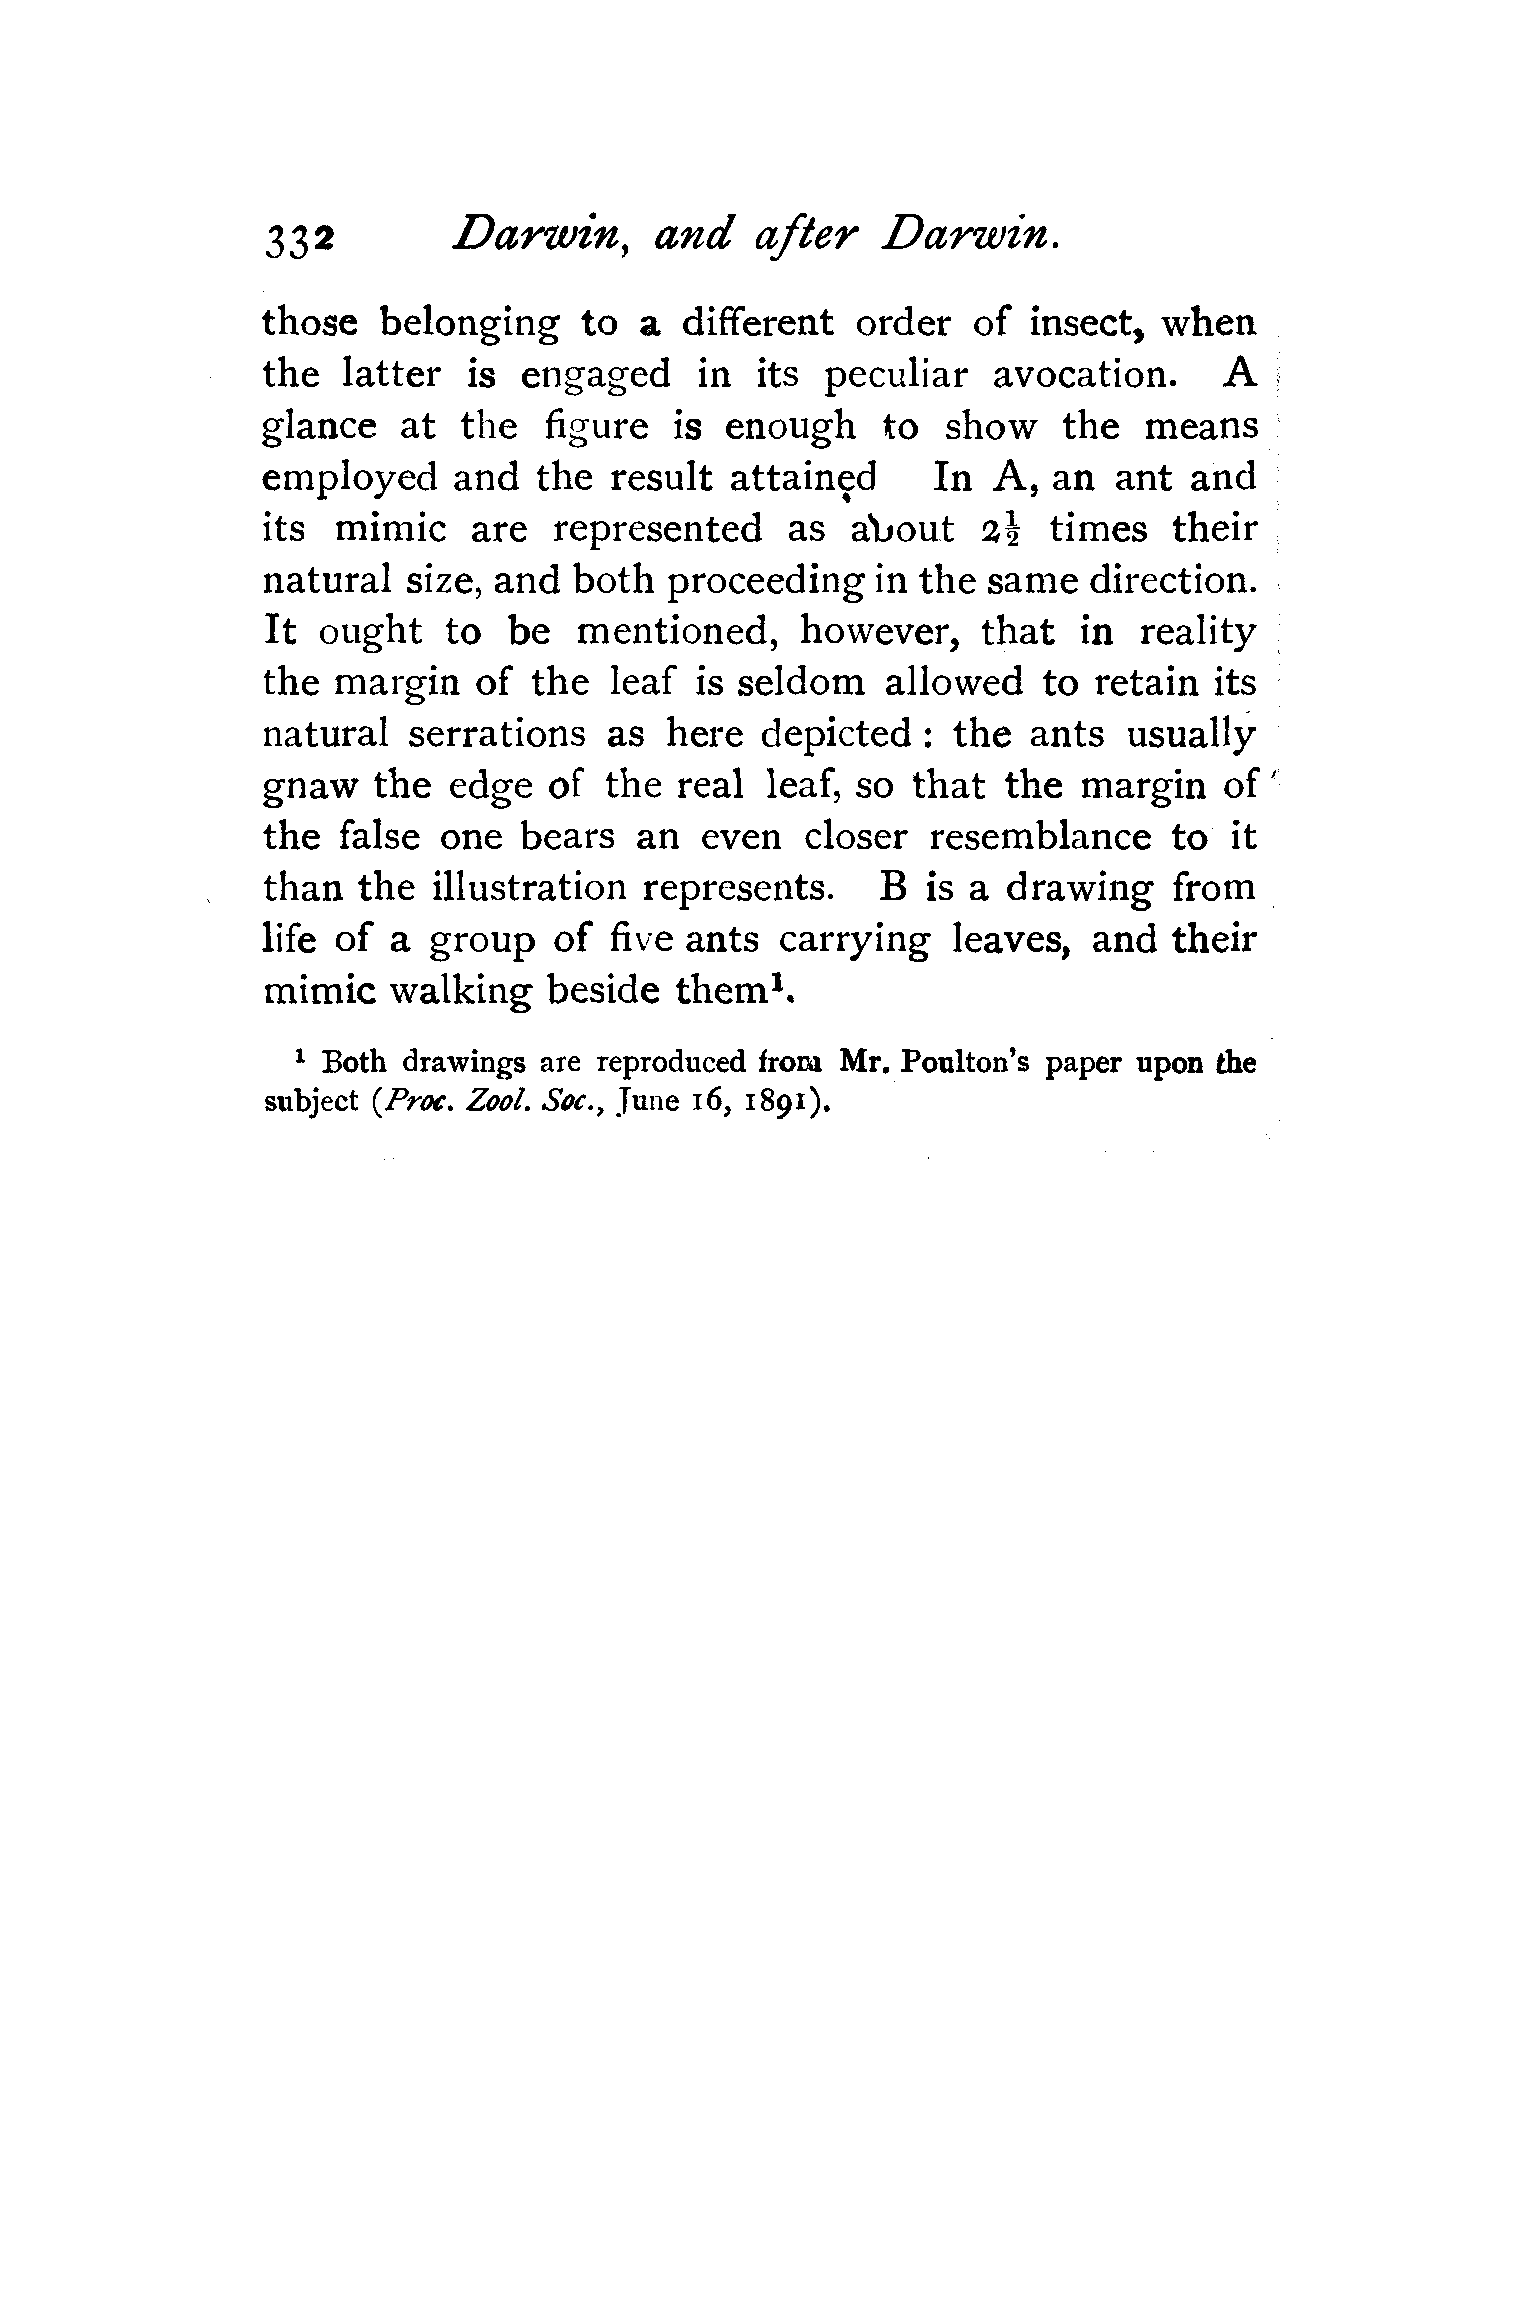 332 Darwin, and after Darwin.
those belonging to a different order of insect, when
the latter is engaged in its peculiar avocation. A
glance at the figure is enough to show the means
employed and the result attained In A, an ant and
its mimic are represented as about 2½ times their
natural size, and both proceeding in the same direction.
It ought to be mentioned, however, that in reality
the margin of the leaf is seldom allowed to retain its
natural serrations as here depicted : the ants usually
gnaw the edge of the real leaf, so that the margin of
the false one bears an even closer resemblance to it
than the illustration represents. B is a drawing from
life of a group of five ants carrying leaves, and their
mimic walking beside them¹.
¹ Both drawings are reproduced from Mr. Poulton's paper upon the
subject (Proc. Zool. Soc., June 16, 1891).